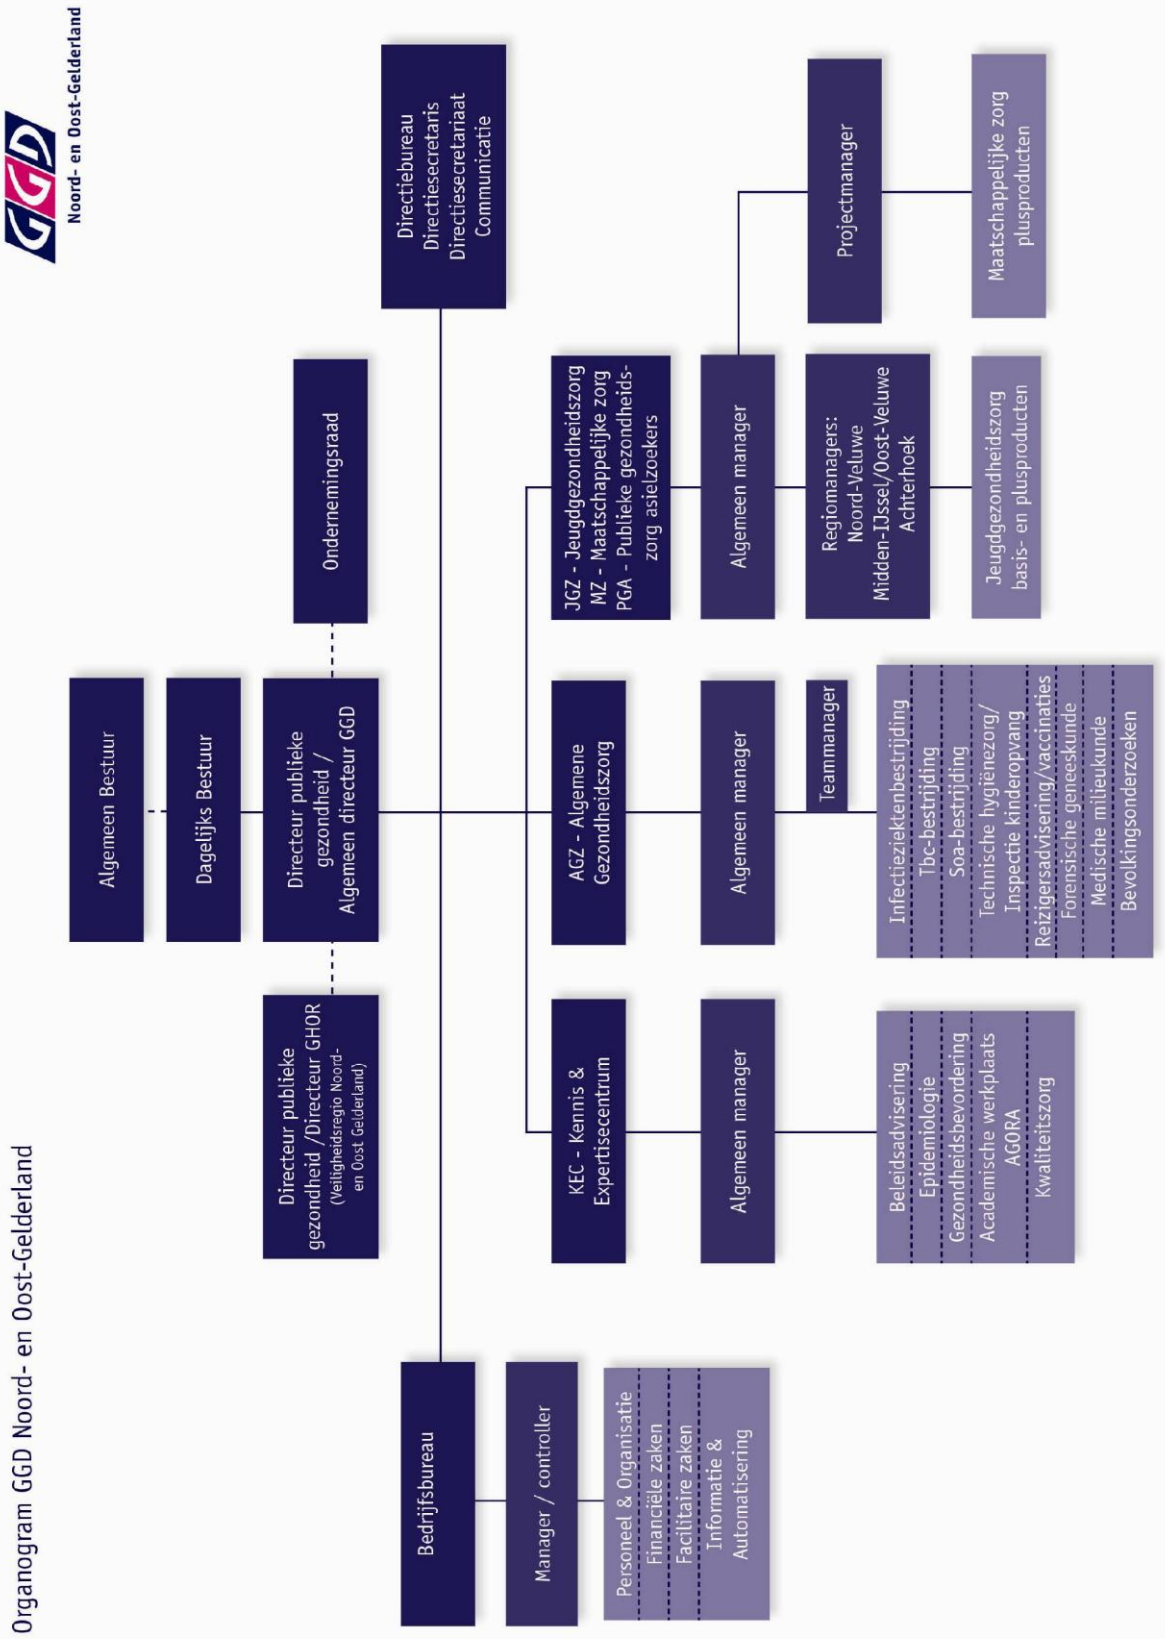 Organogram GGD Noord- en Oost-Gelderland
GGD
Noord- en Oost-Gelderland
Algemeen Bestuur
Dagelijks Bestuur
Directeur publieke
gezondheid /Directeur GHOR
(Veiligheidsregio Noord-
en Oost Gelderland)
Directeur publieke
gezondheid /
Algemeen directeur GGD
Ondernemingsraad
Bedrijfsbureau
Manager / controller
Personeel & Organisatie
Financiële zaken
Facilitaire zaken
Informatie &
Automatisering
Directiebureau
Directiesecretaris
Directiesecretariaat
Communicatie
KEC - Kennis &
Expertisecentrum
Algemeen manager
Beleidsadvisering
Epidemiologie
Gezondheidsbevordering
Academische werkplaats
AGORA
Kwaliteitszorg
AGZ - Algemene
Gezondheidszorg
Algemeen manager
Teammanager
Infectieziektenbestrijding
Tbc-bestrijding
Soa-bestrijding
Technische hygiënezorg/
Inspectie kinderopvang
Reizigersadvisering/vaccinaties
Forensische geneeskunde
Medische milieukunde
Bevolkingsonderzoeken
JGZ - Jeugdgezondheidszorg
MZ - Maatschappelijke zorg
PGA - Publieke gezondheids-
zorg asielzoekers
Algemeen manager
Regiomanagers:
Noord-Veluwe
Midden-IJssel/Oost-Veluwe
Achterhoek
Jeugdgezondheidszorg
basis- en plusproducten
Projectmanager
Maatschappelijke zorg
plusproducten